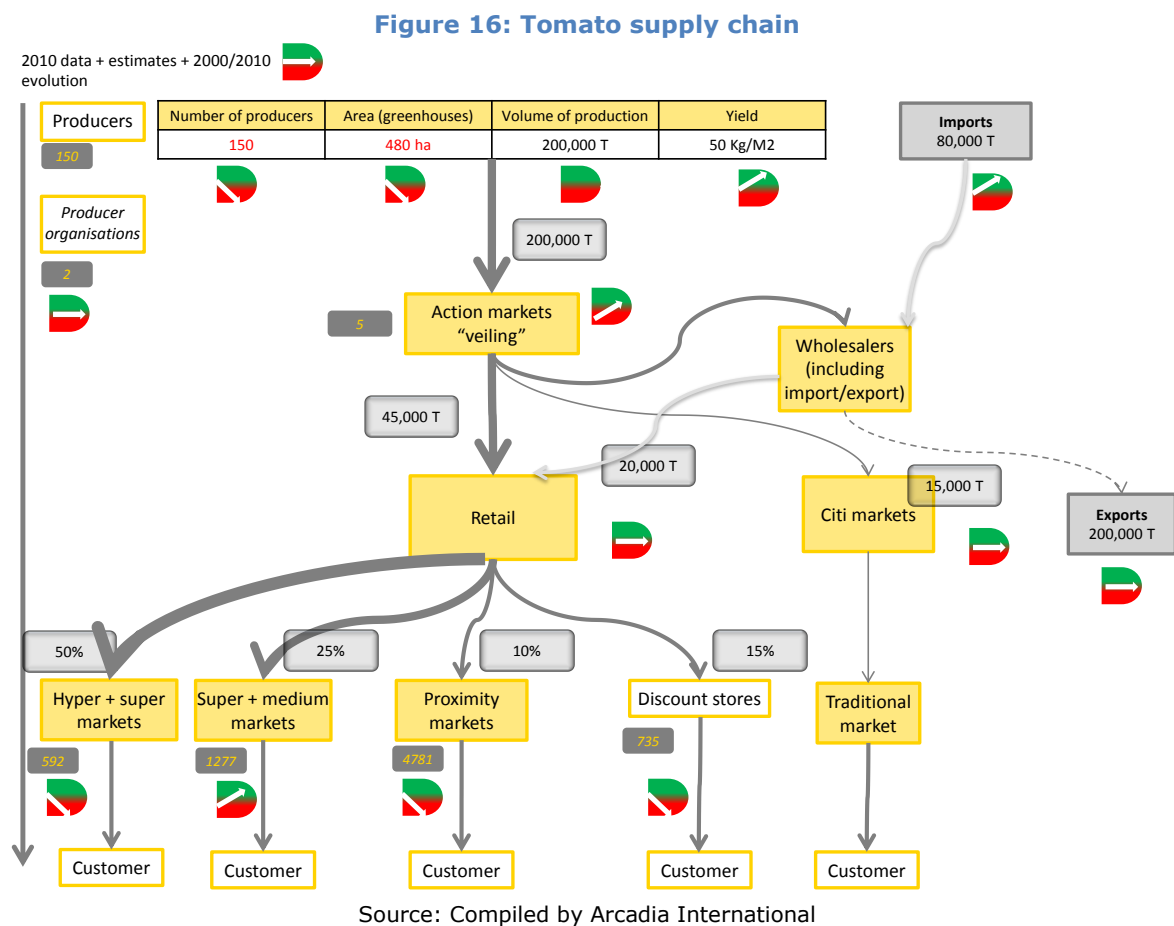 Figure 16: Tomato supply chain
2010 data + estimates + 2000/2010
evolution
Producers
150
Number of producers Area (greenhouses) Volume of production Yield
150 480 ha 200,000 T 50 Kg/M2
Imports
80,000 T
Producer
organisations
2
200,000 T
5
Action markets
“veiling”
Wholesalers
(including
import/export)
45,000 T
20,000 T
15,000 T
Retail
Citi markets
Exports
200,000 T
50%
25%
10%
15%
Hyper + super
markets
Super + medium
markets
Proximity
markets
Discount stores
Traditional
market
592
1277
4781
735
Customer
Customer
Customer
Customer
Customer
Source: Compiled by Arcadia International